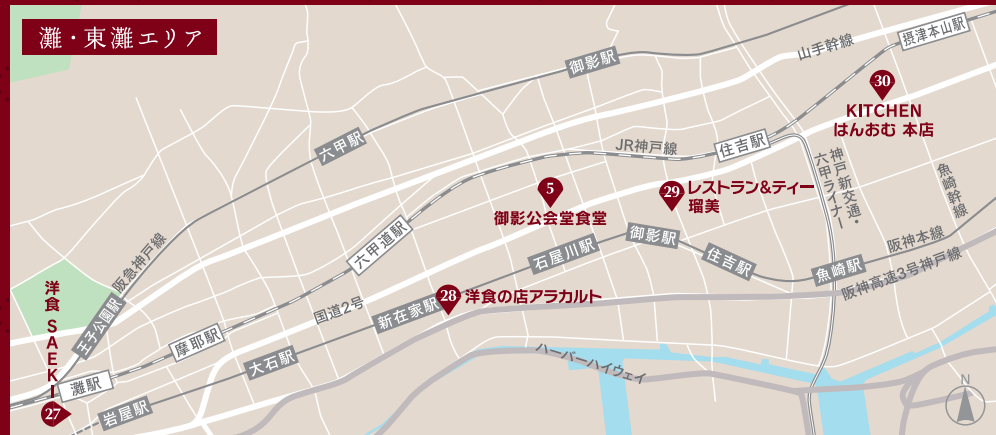 灘・東灘エリア
摂津本山駅
山手幹線
御影駅
30
KITCHEN
はんおむ 本店
六甲駅
JR神戸線
住吉駅
神戸新交通・
六甲ライナー
魚崎幹線
5
御影公会堂食堂
29
レストラン&ティー
瑠美
六甲道駅
石屋川駅
御影駅
住吉駅
魚崎駅
阪神本線
阪神高速3号神戸線
阪急神戸線
王子公園駅
洋食 SAEKI
27
国道2号
新在家駅
28
洋食の店アラカルト
摩耶駅
大石駅
灘駅
岩屋駅
ハーバーハイウェイ
N